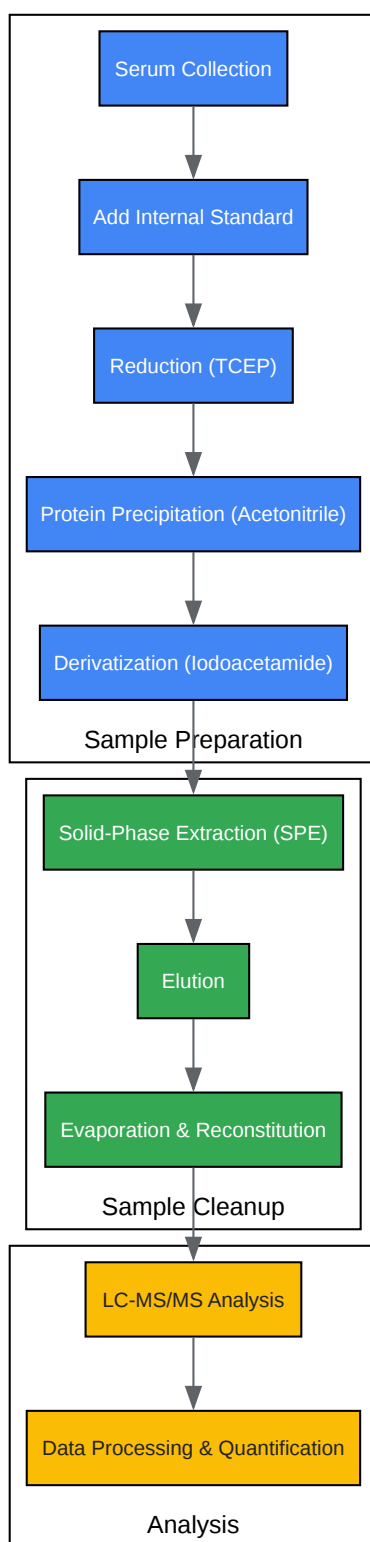 Serum Collection
Add Internal Standard
Reduction (TCEP)
Protein Precipitation (Acetonitrile)
Derivatization (Iodoacetamide)
Sample Preparation
Solid-Phase Extraction (SPE)
Elution
Evaporation & Reconstitution
Sample Cleanup
LC-MS/MS Analysis
Data Processing & Quantification
Analysis